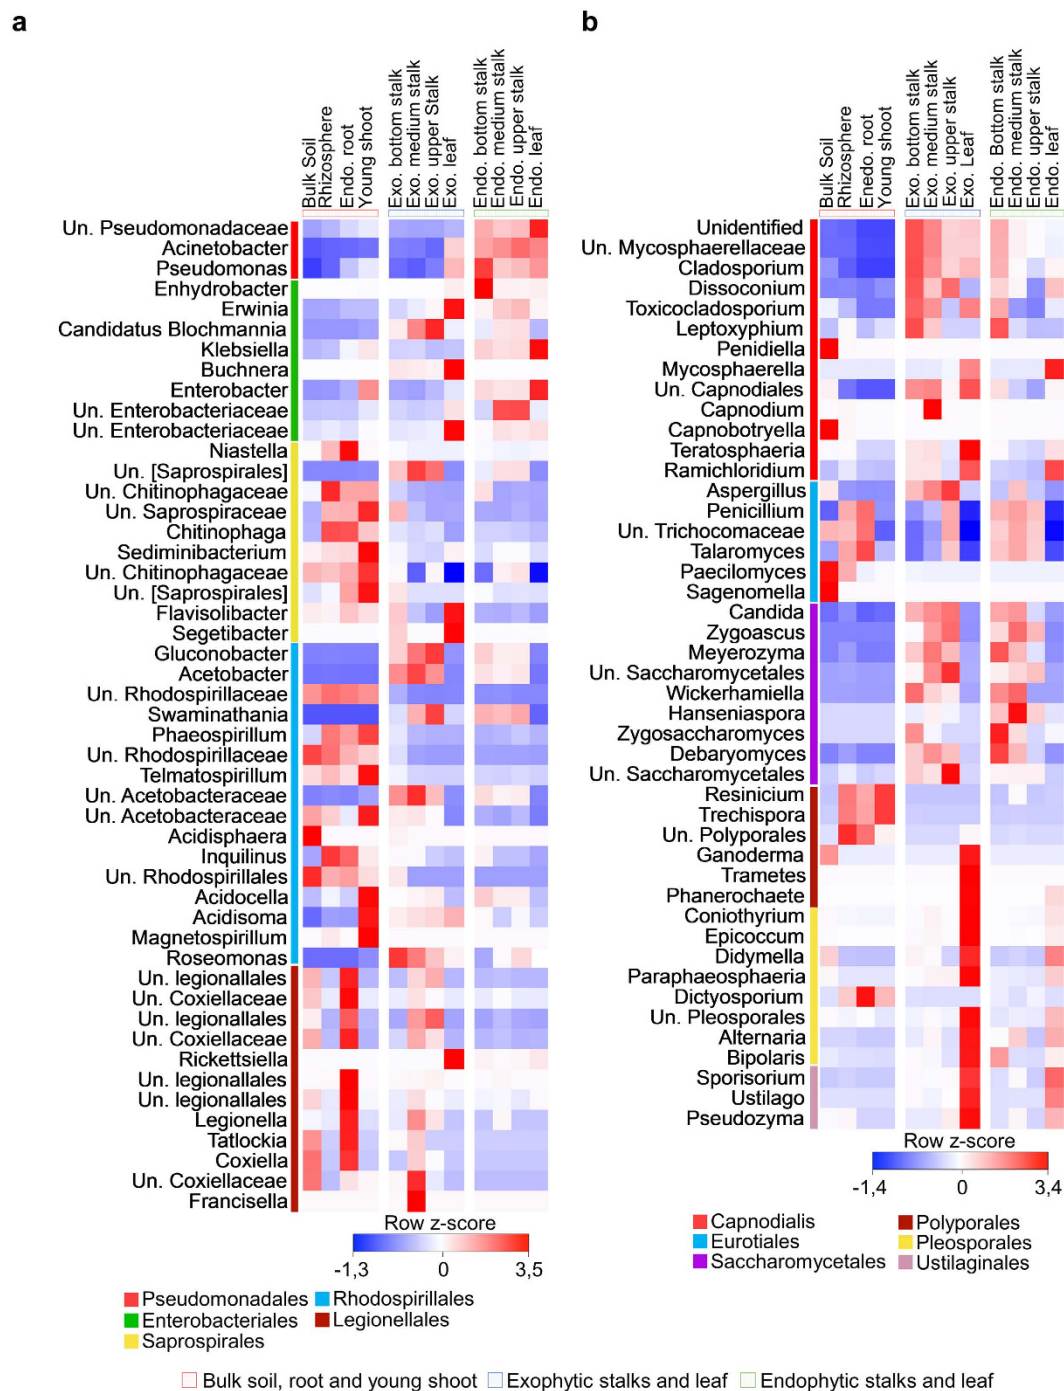 a
Bulk Soil
Rhizosphere
Endo. root
Young shoot
Exo. bottom stalk
Exo. medium stalk
Exo. upper Stalk
Exo. leaf
Endo. bottom stalk
Endo. medium stalk
Endo. upper stalk
Endo. leaf
Un. Pseudomonadaceae
Acinetobacter
Pseudomonas
Enhydrobacter
Erwinia
Candidatus Blochmannia
Klebsiella
Buchnera
Enterobacter
Un. Enterobacteriaceae
Un. Enterobacteriaceae
Niastella
Un. [Saprospirales]
Un. Chitinophagaceae
Un. Saprospiraceae
Chitinophaga
Sediminibacterium
Un. Chitinophagaceae
Un. [Saprospirales]
Flavisolibacter
Segetibacter
Gluconobacter
Acetobacter
Un. Rhodospirillaceae
Swaminathania
Phaeospirillum
Un. Rhodospirillaceae
Telmatospirillum
Un. Acetobacteraceae
Un. Acetobacteraceae
Acidisphaera
Inquilinus
Un. Rhodospirillales
Acidocella
Acidisoma
Magnetospirillum
Roseomonas
Un. legionallales
Un. Coxiellaceae
Un. legionallales
Un. Coxiellaceae
Rickettsiella
Un. legionallales
Un. legionallales
Legionella
Tatlockia
Coxiella
Un. Coxiellaceae
Francisella
Row z-score
-1,3 0 3,5
Pseudomonadales
Rhodospirillales
Enterobacteriales
Legionellales
Saprospirales
b
Bulk Soil
Rhizosphere
Enedo. root
Young shoot
Exo. bottom stalk
Exo. medium stalk
Exo. upper stalk
Exo. Leaf
Endo. Bottom stalk
Endo. medium stalk
Endo. upper stalk
Endo. leaf
Unidentified
Un. Mycosphaerellaceae
Cladosporium
Dissoconium
Toxicocladosporium
Leptoxyphium
Penidiella
Mycosphaerella
Un. Capnodiales
Capnodium
Capnobotryella
Teratosphaeria
Ramichloridium
Aspergillus
Penicillium
Un. Trichocomaceae
Talaromyces
Paecilomyces
Sagenomella
Candida
Zygoascus
Meyerozyma
Un. Saccharomycetales
Wickerhamiella
Hanseniaspora
Zygosaccharomyces
Debaryomyces
Un. Saccharomycetales
Resinicium
Trechispora
Un. Polyporales
Ganoderma
Trametes
Phanerochaete
Coniothyrium
Epicoccum
Didymella
Paraphaeosphaeria
Dictyosporium
Un. Pleosporales
Alternaria
Bipolaris
Sporisorium
Ustilago
Pseudozyma
Row z-score
-1,4 0 3,4
Capnodialis
Polyporales
Eurotiales
Pleosporales
Saccharomycetales
Ustilaginales
Bulk soil, root and young shoot
Exophytic stalks and leaf
Endophytic stalks and leaf